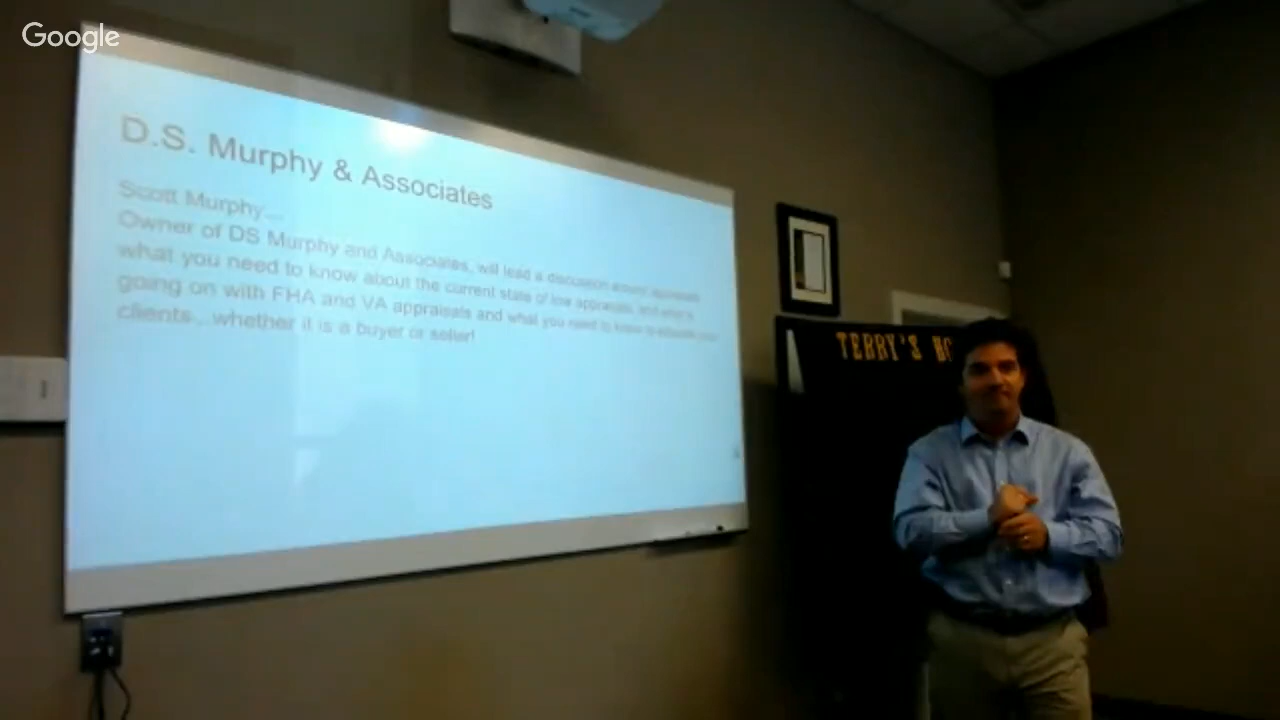 Google
D.S. Murphy & Associates
Scott Murphy...
Owner of DS Murphy and Associates, will lead a discussion around appraisals
what you need to know about the current state of low appraisals, and what is
going on with FHA and VA appraisals and what you need to know to educate your
clients...whether it is a buyer or seller!
TERRY'S